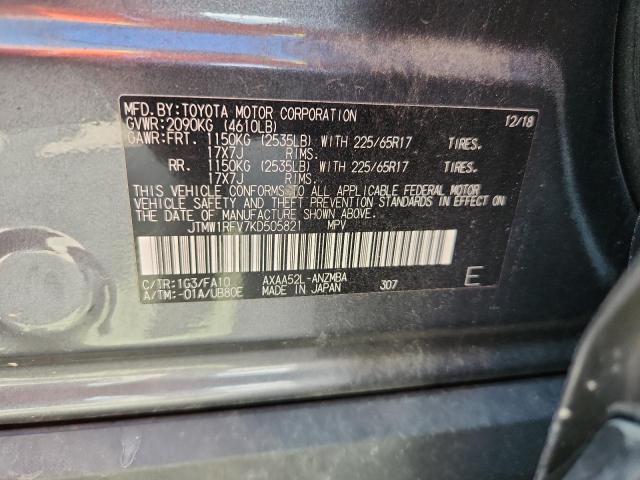 MFD.BY: TOYOTA MOTOR CORPORATION 12/18
GVWR: 2090KG (4610LB)
GAWR: FRT. 1150KG (2535LB) WITH 225/65R17 TIRES.
17X7J RIMS.
RR. 1150KG (2535LB) WITH 225/65R17 TIRES.
17X7J RIMS.
THIS VEHICLE CONFORMS TO ALL APPLICABLE FEDERAL MOTOR
VEHICLE SAFETY AND THEFT PREVENTION STANDARDS IN EFFECT ON
THE DATE OF MANUFACTURE SHOWN ABOVE.
JTMW1RFV7KD505821 MPV
C/TR: 1G3/FA10 AXAA52L-ANZMBA
A/TM: -01A/UB80E MADE IN JAPAN 307 E